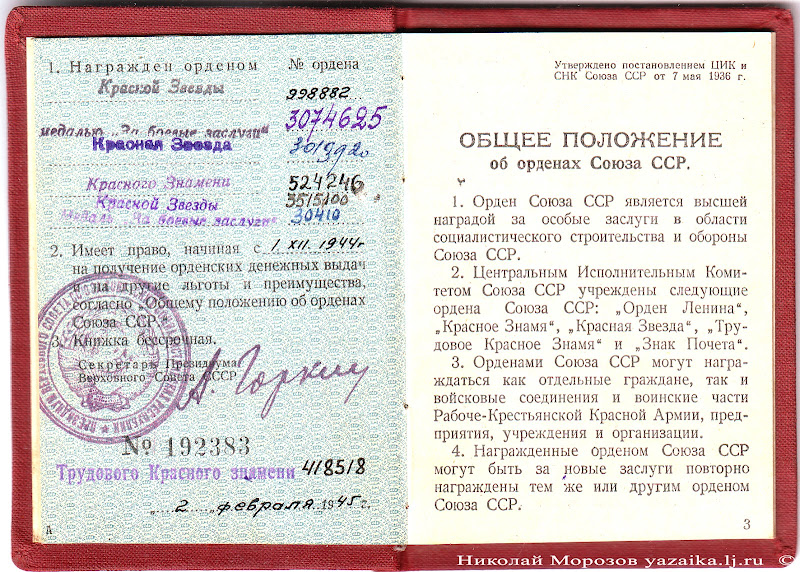 1. Награжден орденом № ордена
Красной Звезды 998882
медалью „За боевые заслуги“ 3074625
Красная Звезда
Красного Знамени 524246
Красной Звезды 3515100
медаль „За боевые заслуги“ 30410
2. Имеет право, начиная с 1. XII. 1944г
на получение орденских денежных выдач
и на другие льготы и преимущества,
согласно „Общему положению об орденах
Союза ССР“.
3. Книжка бессрочная.
Секретарь Президиума
Верховного Совета СССР
А. Горкин
№ 192383
Трудового Красного знамени 418518
„2“ февраля 1945 г.
А
Утверждено постановлением ЦИК и
СНК Союза ССР от 7 мая 1936 г.
ОБЩЕЕ ПОЛОЖЕНИЕ
об орденах Союза ССР.
1. Орден Союза ССР является высшей
наградой за особые заслуги в области
социалистического строительства и обороны
Союза ССР.
2. Центральным Исполнительным Коми-
тетом Союза ССР учреждены следующие
ордена Союза ССР: „Орден Ленина“,
„Красное Знамя“, „Красная Звезда“, „Тру-
довое Красное Знамя“ и „Знак Почета“.
3. Орденами Союза ССР могут награ-
ждаться как отдельные граждане, так и
войсковые соединения и воинские части
Рабоче-Крестьянской Красной Армии, пред-
приятия, учреждения и организации.
4. Награжденные орденом Союза ССР
могут быть за новые заслуги повторно
награждены тем же или другим орденом
Союза ССР.
3
Николай Морозов yazaika.lj.ru ©